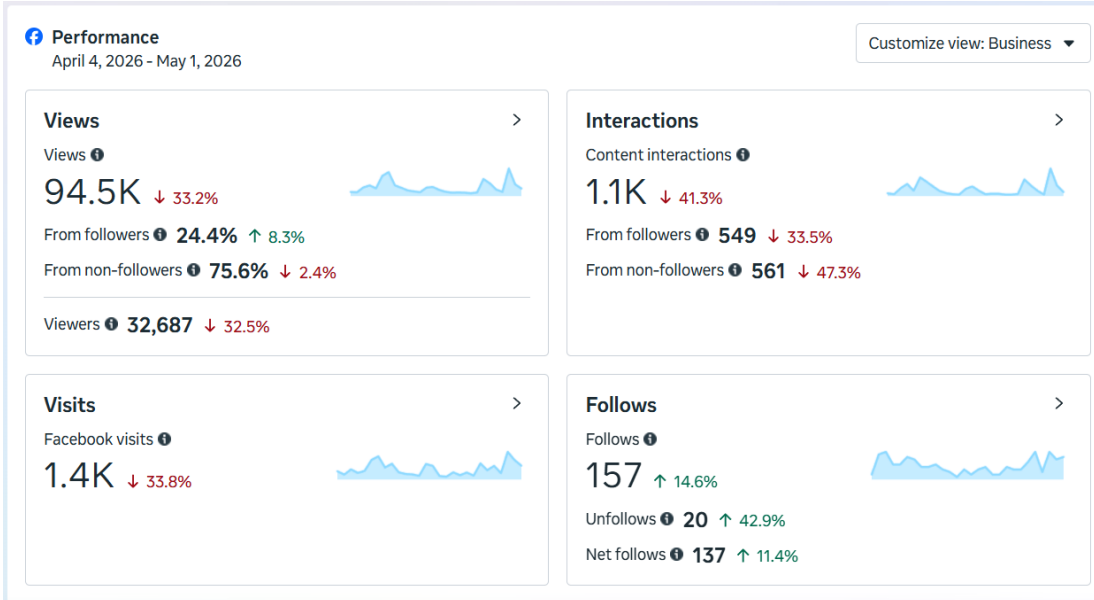 Performance
April 4, 2026 - May 1, 2026
Customize view: Business
Views
Views
94.5K ↓ 33.2%
From followers 24.4% ↑ 8.3%
From non-followers 75.6% ↓ 2.4%
Viewers 32,687 ↓ 32.5%
Interactions
Content interactions
1.1K ↓ 41.3%
From followers 549 ↓ 33.5%
From non-followers 561 ↓ 47.3%
Visits
Facebook visits
1.4K ↓ 33.8%
Follows
Follows
157 ↑ 14.6%
Unfollows 20 ↑ 42.9%
Net follows 137 ↑ 11.4%